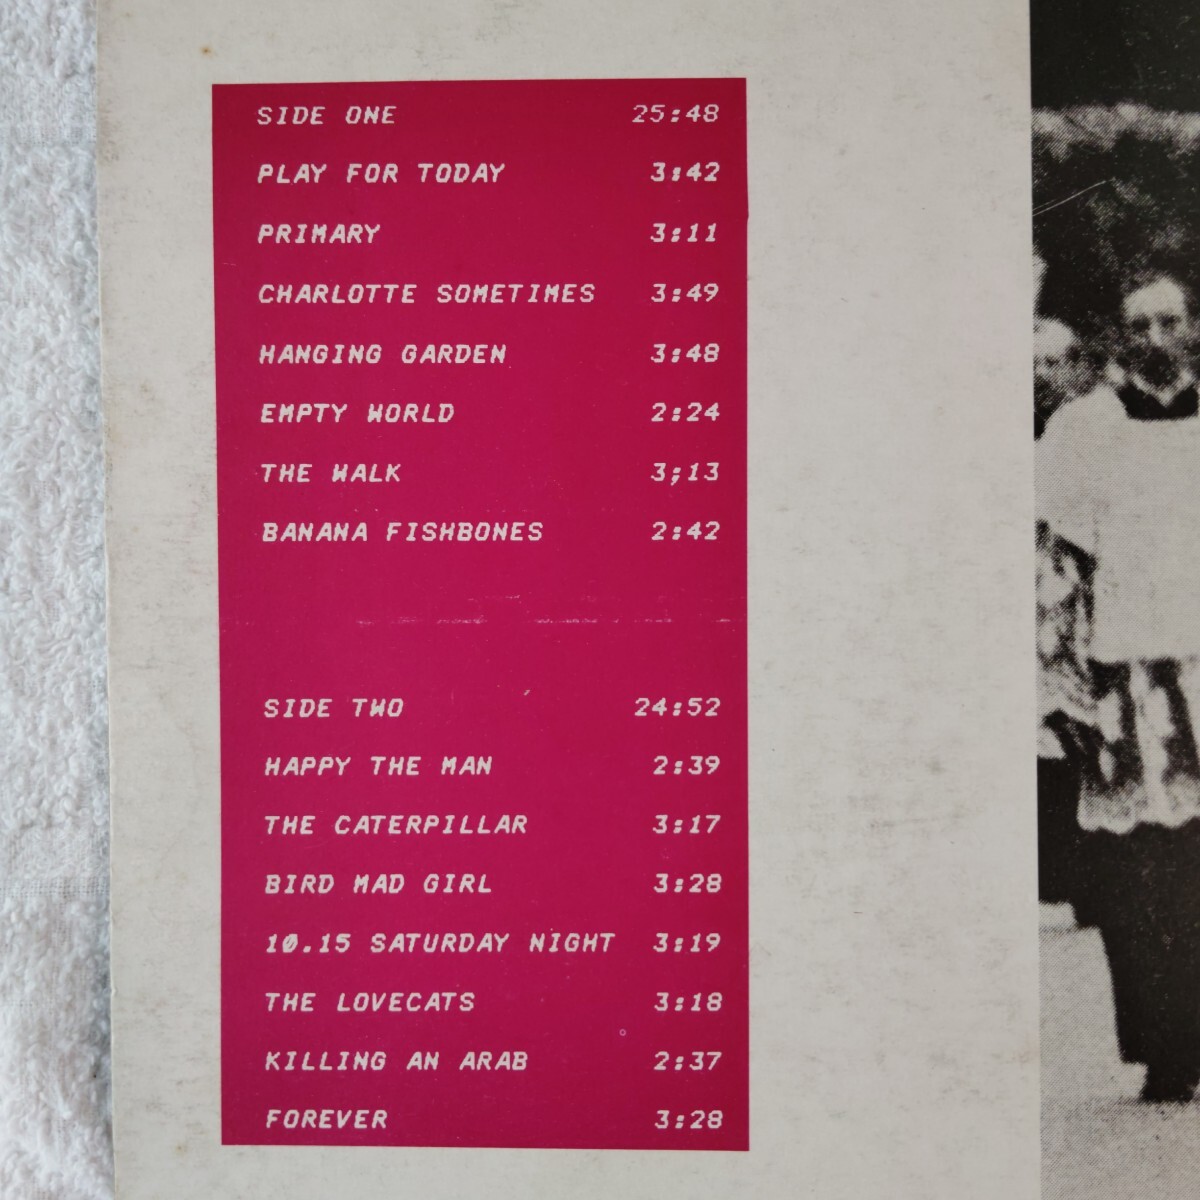 SIDE ONE 25:48
PLAY FOR TODAY 3:42
PRIMARY 3:11
CHARLOTTE SOMETIMES 3:49
HANGING GARDEN 3:48
EMPTY WORLD 2:24
THE WALK 3;13
BANANA FISHBONES 2:42
SIDE TWO 24:52
HAPPY THE MAN 2:39
THE CATERPILLAR 3:17
BIRD MAD GIRL 3:28
10.15 SATURDAY NIGHT 3:19
THE LOVECATS 3:18
KILLING AN ARAB 2:37
FOREVER 3:28